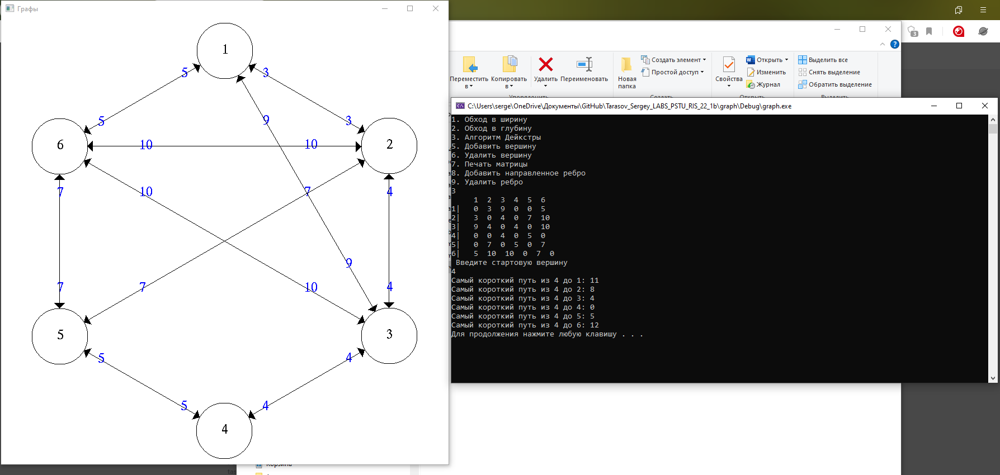 Графы
1
5
3
9
5
3
6
10
10
2
7
10
7
4
9
7
7
10
4
5
3
5
4
5
4
4
3
?
Переместить в
Копировать в
Удалить
Переименовать
Новая папка
Создать элемент
Простой доступ
Свойства
Открыть
Изменить
Журнал
Выделить все
Снять выделение
Обратить выделение
Упорядочить
Создать
Открыть
Выделить
C:\Users\serge\OneDrive\Документы\GitHub\Tarasov_Sergey_LABS_PSTU_RIS_22_1b\graph\Debug\graph.exe
1. Обход в ширину
2. Обход в глубину
3. Алгоритм Дейкстры
5. Добавить вершину
6. Удалить вершину
7. Печать матрицы
8. Добавить направленное ребро
9. Удалить ребро
3
1 2 3 4 5 6
1| 0 3 9 0 0 5
2| 3 0 4 0 7 10
3| 9 4 0 4 0 10
4| 0 0 4 0 5 0
5| 0 7 0 5 0 7
6| 5 10 10 0 7 0
Введите стартовую вершину
4
Самый короткий путь из 4 до 1: 11
Самый короткий путь из 4 до 2: 8
Самый короткий путь из 4 до 3: 4
Самый короткий путь из 4 до 4: 0
Самый короткий путь из 4 до 5: 5
Самый короткий путь из 4 до 6: 12
Для продолжения нажмите любую клавишу . . .
Корзина